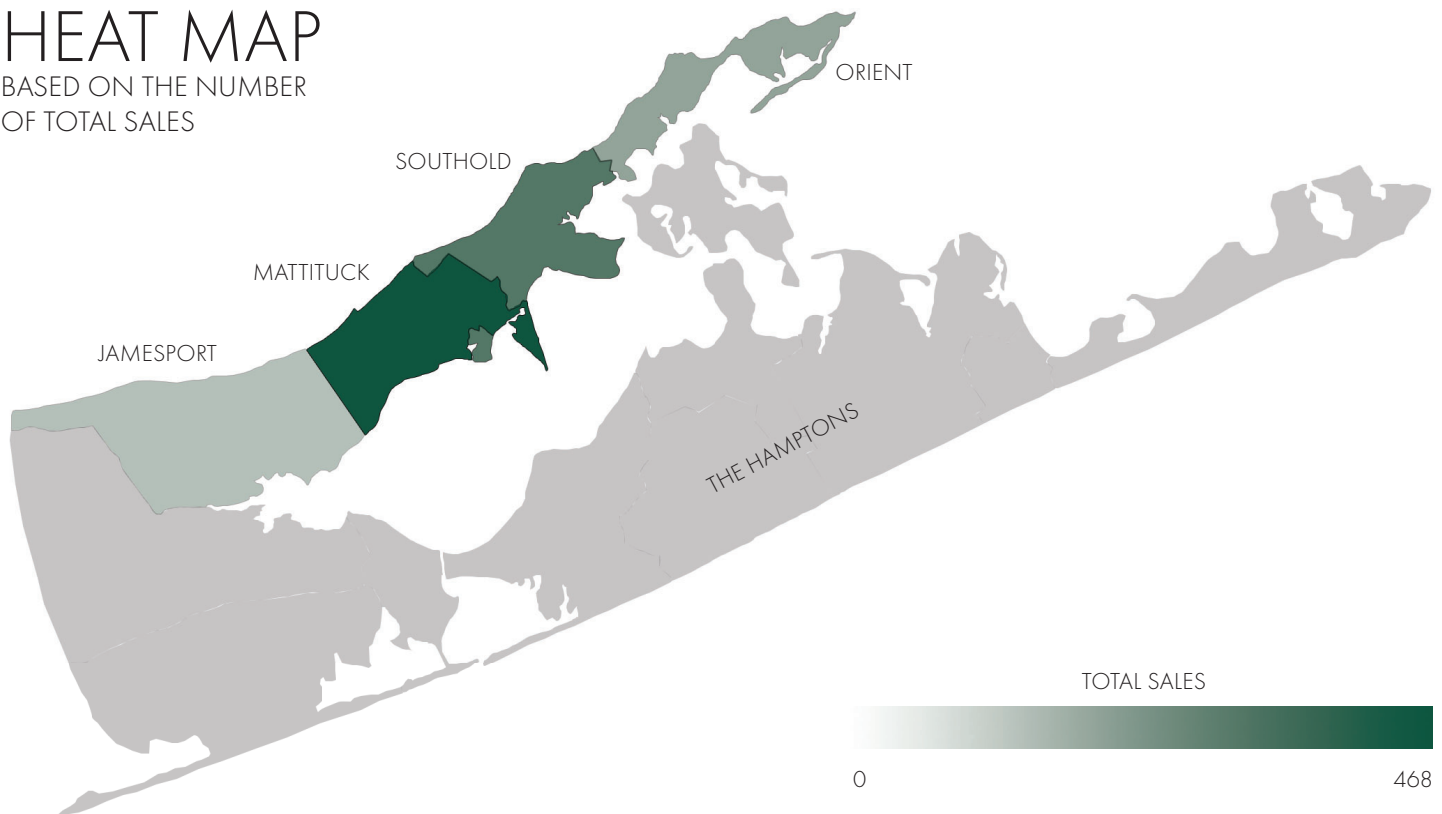 HEAT MAP
BASED ON THE NUMBER
OF TOTAL SALES
ORIENT
SOUTHOLD
MATTITUCK
JAMESPORT
THE HAMPTONS
TOTAL SALES
0 468